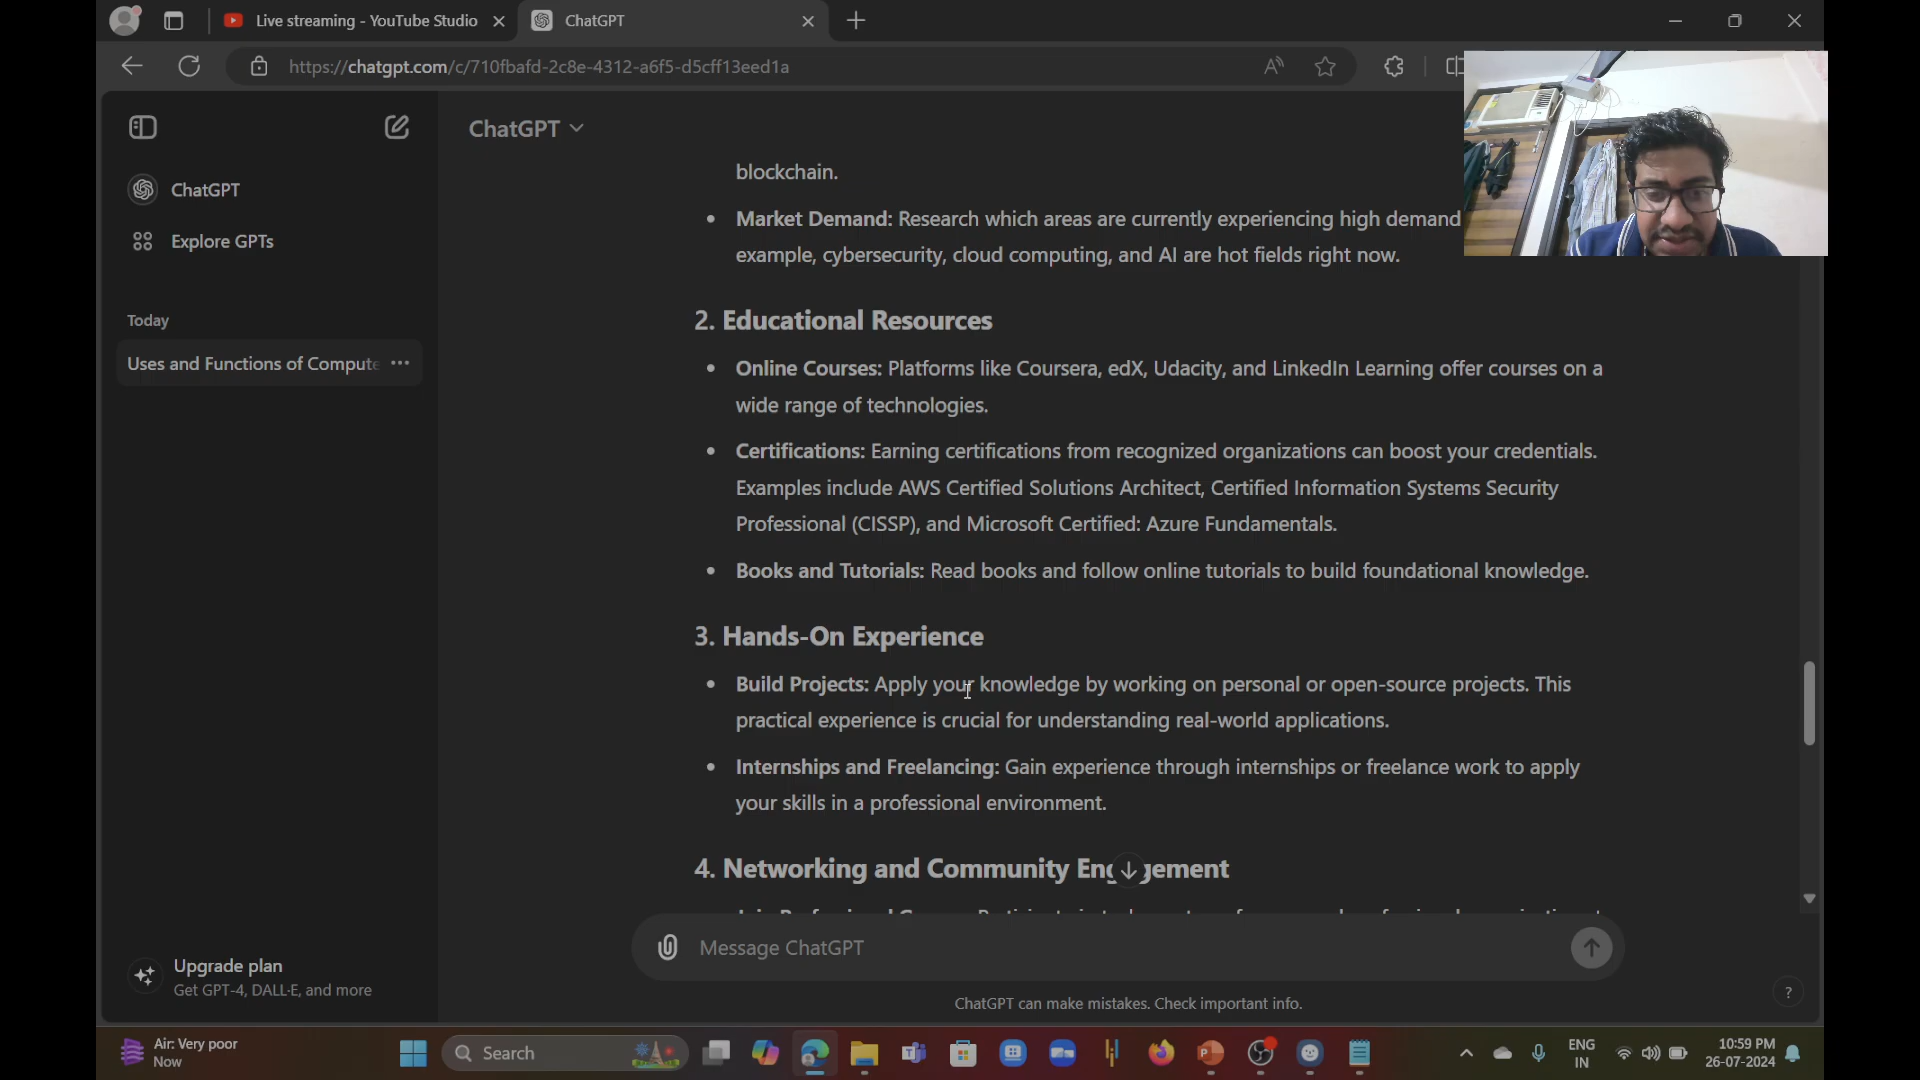 Live streaming - YouTube Studio
ChatGPT
https://chatgpt.com/c/710fbafd-2c8e-4312-a6f5-d5cff13eed1a
ChatGPT
Explore GPTs
Today
Uses and Functions of Compute
Upgrade plan
Get GPT-4, DALL·E, and more
ChatGPT
blockchain.
Market Demand: Research which areas are currently experiencing high demand
example, cybersecurity, cloud computing, and AI are hot fields right now.
2. Educational Resources
Online Courses: Platforms like Coursera, edX, Udacity, and LinkedIn Learning offer courses on a
wide range of technologies.
Certifications: Earning certifications from recognized organizations can boost your credentials.
Examples include AWS Certified Solutions Architect, Certified Information Systems Security
Professional (CISSP), and Microsoft Certified: Azure Fundamentals.
Books and Tutorials: Read books and follow online tutorials to build foundational knowledge.
3. Hands-On Experience
Build Projects: Apply your knowledge by working on personal or open-source projects. This
practical experience is crucial for understanding real-world applications.
Internships and Freelancing: Gain experience through internships or freelance work to apply
your skills in a professional environment.
4. Networking and Community Engagement
Message ChatGPT
ChatGPT can make mistakes. Check important info.
?
Air: Very poor
Now
Search
ENG
IN
10:59 PM
26-07-2024